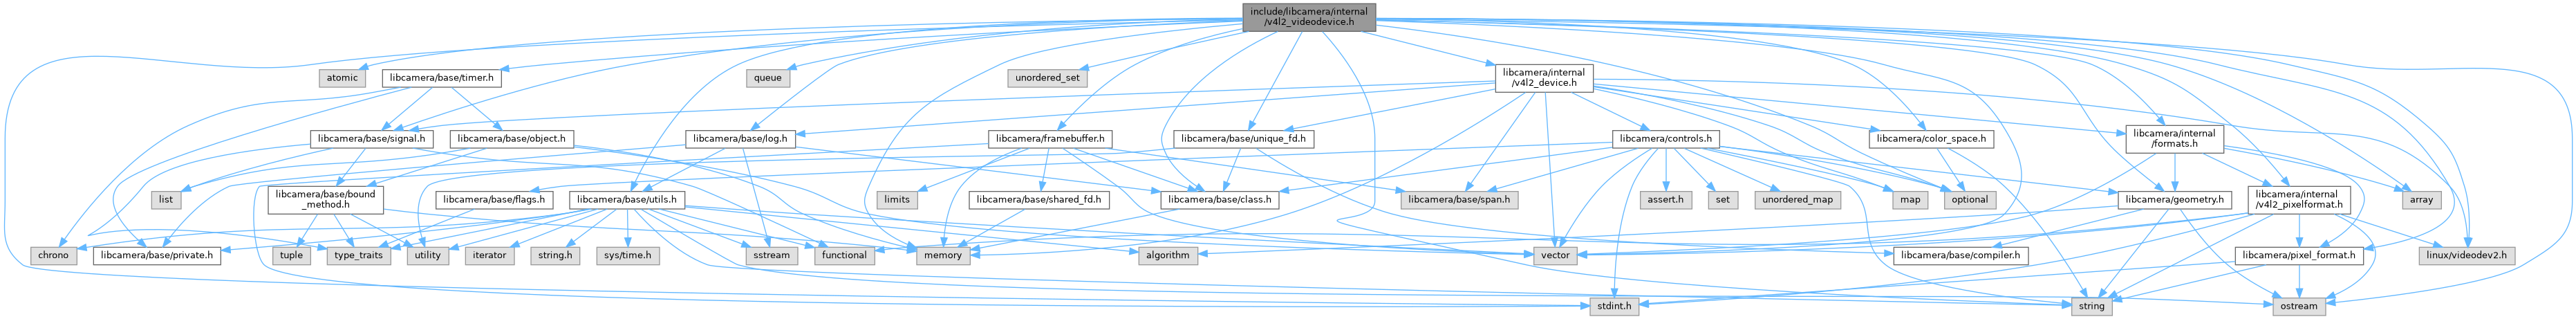 include/libcamera/internal
/v4l2_videodevice.h
atomic
libcamera/base/timer.h
queue
unordered_set
libcamera/internal
/v4l2_device.h
libcamera/base/signal.h
libcamera/base/object.h
libcamera/base/log.h
libcamera/framebuffer.h
libcamera/base/unique_fd.h
libcamera/controls.h
libcamera/color_space.h
libcamera/internal
/formats.h
list
libcamera/base/bound
_method.h
libcamera/base/flags.h
libcamera/base/utils.h
limits
libcamera/base/shared_fd.h
libcamera/base/class.h
libcamera/base/span.h
assert.h
set
unordered_map
map
optional
libcamera/geometry.h
libcamera/internal
/v4l2_pixelformat.h
array
chrono
libcamera/base/private.h
tuple
type_traits
utility
iterator
string.h
sys/time.h
sstream
functional
memory
algorithm
vector
libcamera/base/compiler.h
libcamera/pixel_format.h
linux/videodev2.h
stdint.h
string
ostream